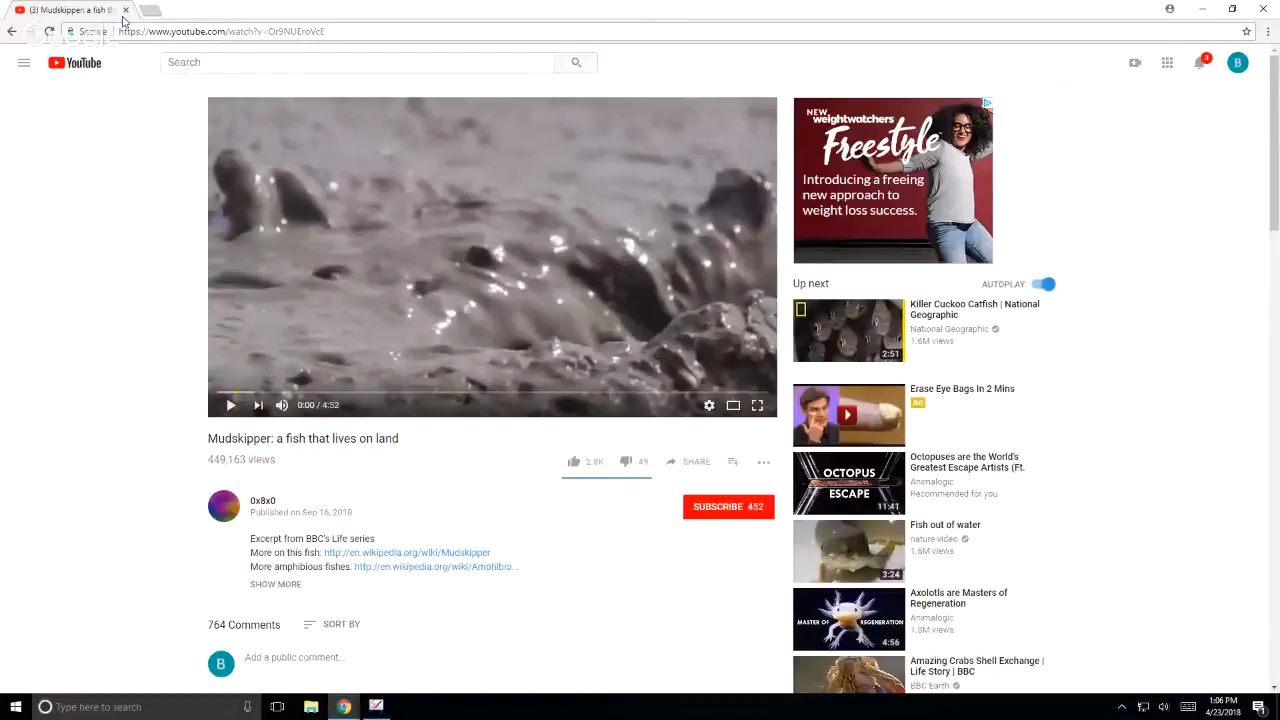 (3) Mudskipper: a fish th
Secure
https://www.youtube.com/watch?v=Or9NUEroVcE
YouTube
Search
3
B
NEW
weightwatchers
Freestyle
Introducing a freeing
new approach to
weight loss success.
0:00 / 4:52
Mudskipper: a fish that lives on land
449,163 views
2.8K
49
SHARE
0x8x0
Published on Sep 16, 2010
SUBSCRIBE 452
Excerpt from BBC's Life series
More on this fish: http://en.wikipedia.org/wiki/Mudskipper
More amphibious fishes: http://en.wikipedia.org/wiki/Amphibio...
SHOW MORE
764 Comments
SORT BY
B
Add a public comment...
Up next
AUTOPLAY
Killer Cuckoo Catfish | National
Geographic
National Geographic
1.6M views
2:51
Erase Eye Bags In 2 Mins
Ad
Octopuses are the World's
Greatest Escape Artists (Ft.
Animalogic
Recommended for you
OCTOPUS
ESCAPE
11:41
Fish out of water
nature video
1.6M views
3:24
Axolotls are Masters of
Regeneration
Animalogic
1.3M views
MASTER OF REGENERATION
4:56
Amazing Crabs Shell Exchange |
Life Story | BBC
BBC Earth
Type here to search
1:06 PM
4/23/2018
1